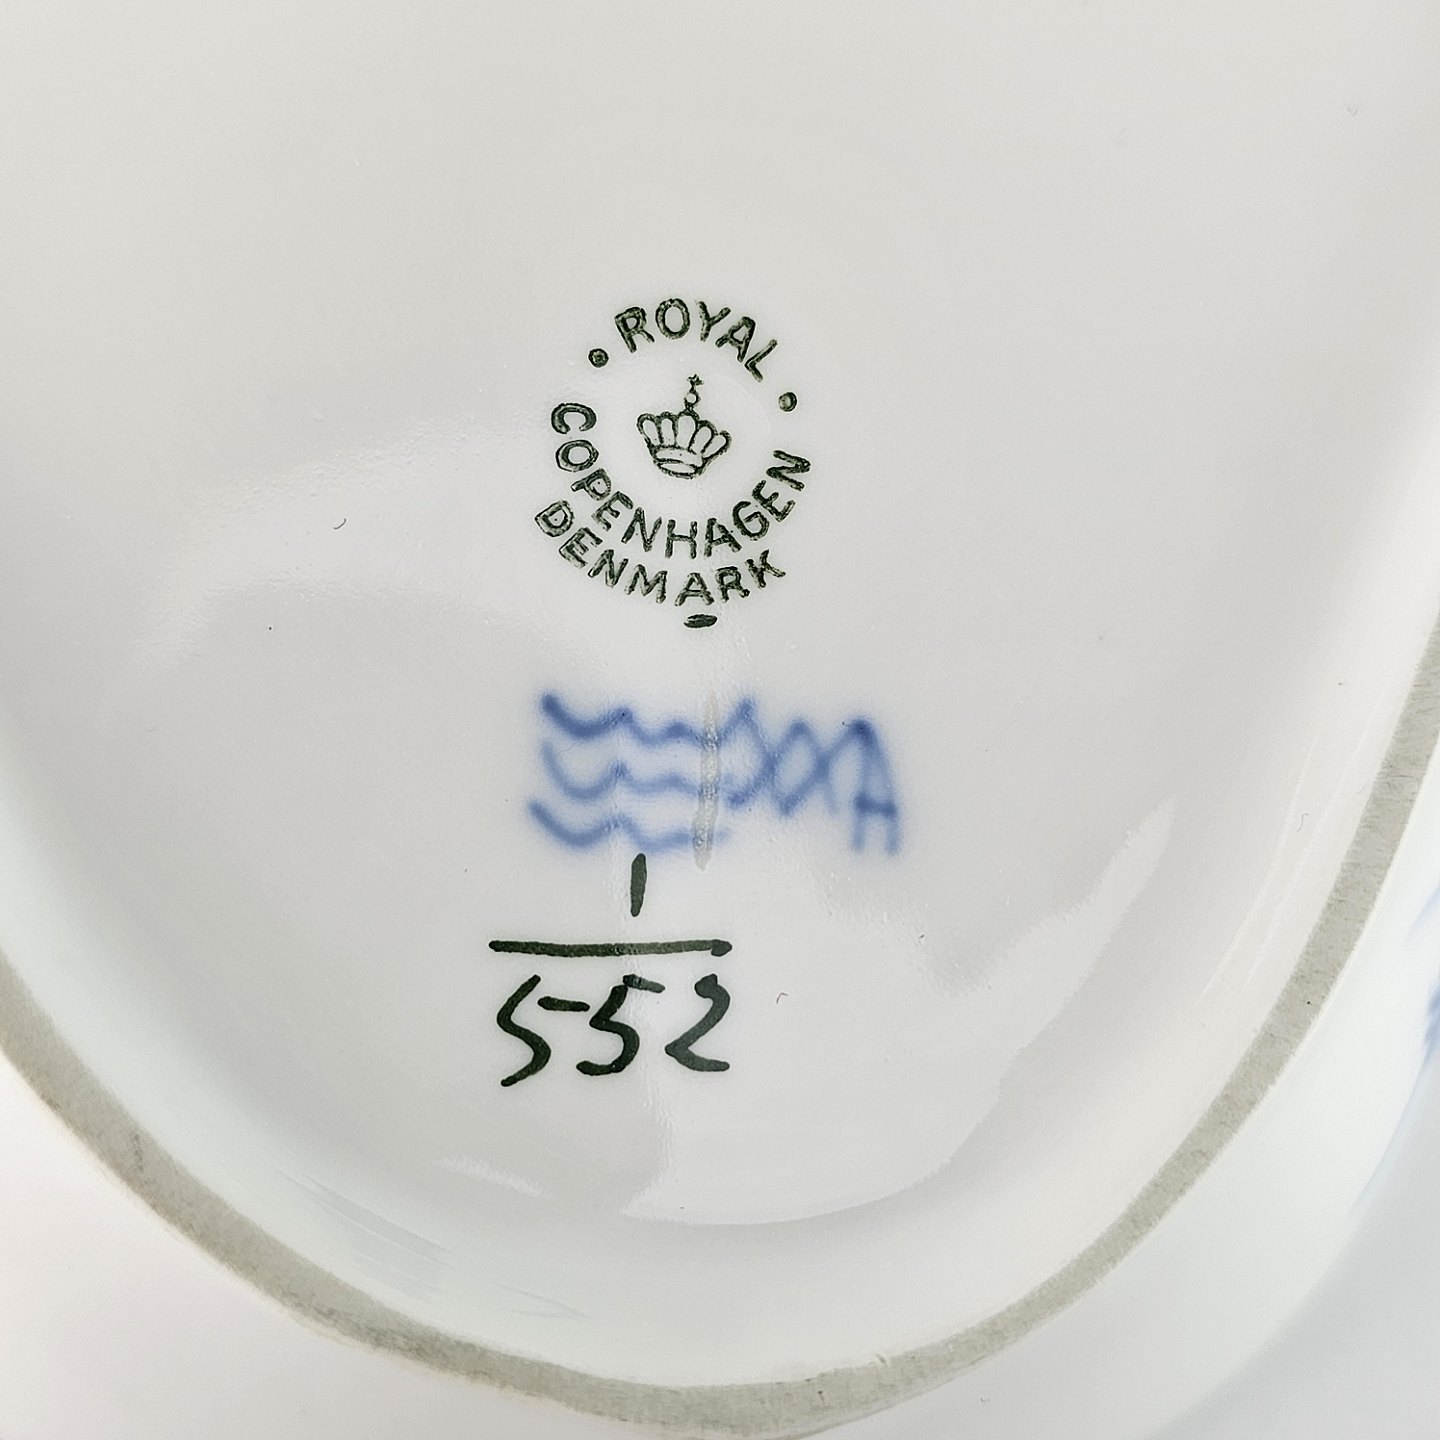 • ROYAL •
COPENHAGEN
DENMARK
1
552